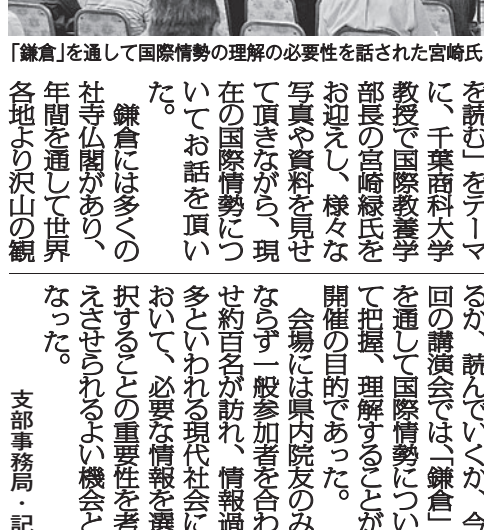 「鎌倉」を通して国際情勢の理解の必要性を話された宮崎氏
を読む」をテーマ
に、千葉商科大学
教授で国際教養学
部長の宮崎緑氏を
お迎えし、様々な
写真や資料を見せ
て頂きながら、現
在の国際情勢につ
いてお話を頂い
た。
鎌倉には多くの
社寺仏閣があり、
年間を通して世界
各地より沢山の観
るか、読んでいくか、今
回の講演会では、「鎌倉」
を通して国際情勢につい
て把握、理解することが
開催の目的であった。
会場には県内院友のみ
ならず一般参加者を合わ
せ約百名が訪れ、情報過
多といわれる現代社会に
おいて、必要な情報を選
択することの重要性を考
えさせられるよい機会と
なった。
支部事務局・記